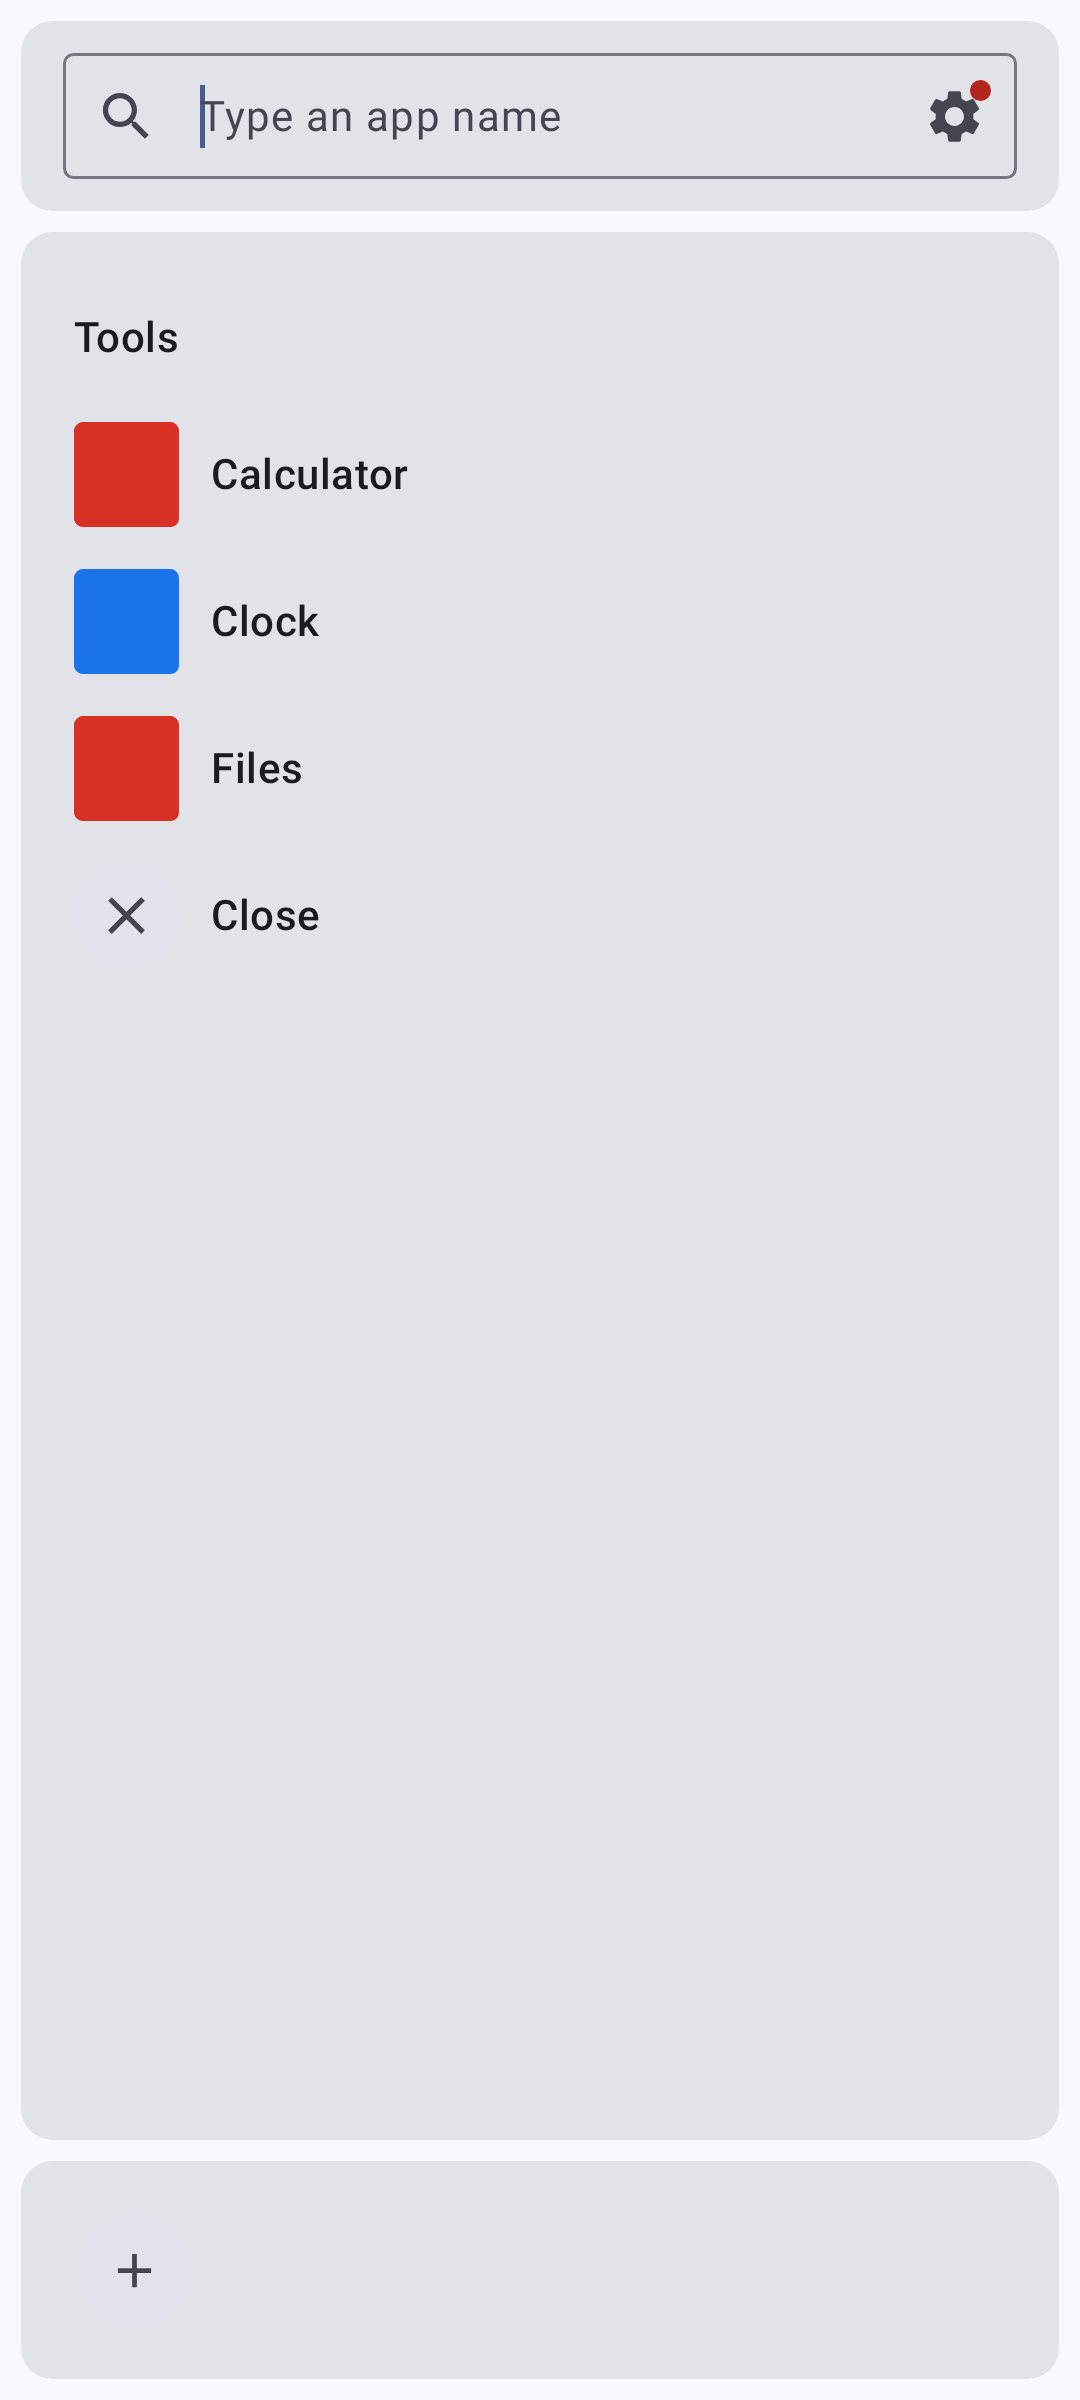 Type an app name
Tools
Calculator
Clock
Files
Close